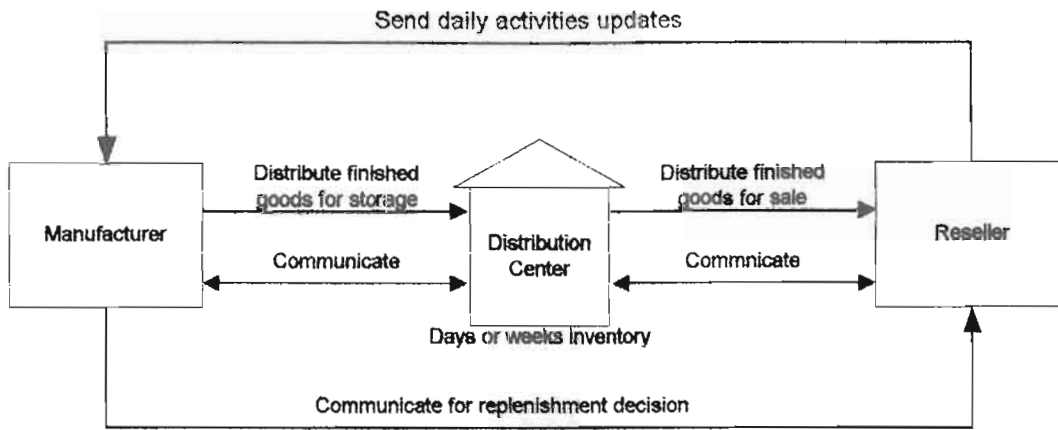 Send daily activities updates
Distribute finished
goods for storage
Distribute finished
goods for sale
Manufacturer
Distribution
Center
Reseller
Communicate
Commnicate
Days or weeks inventory
Communicate for replenishment decision